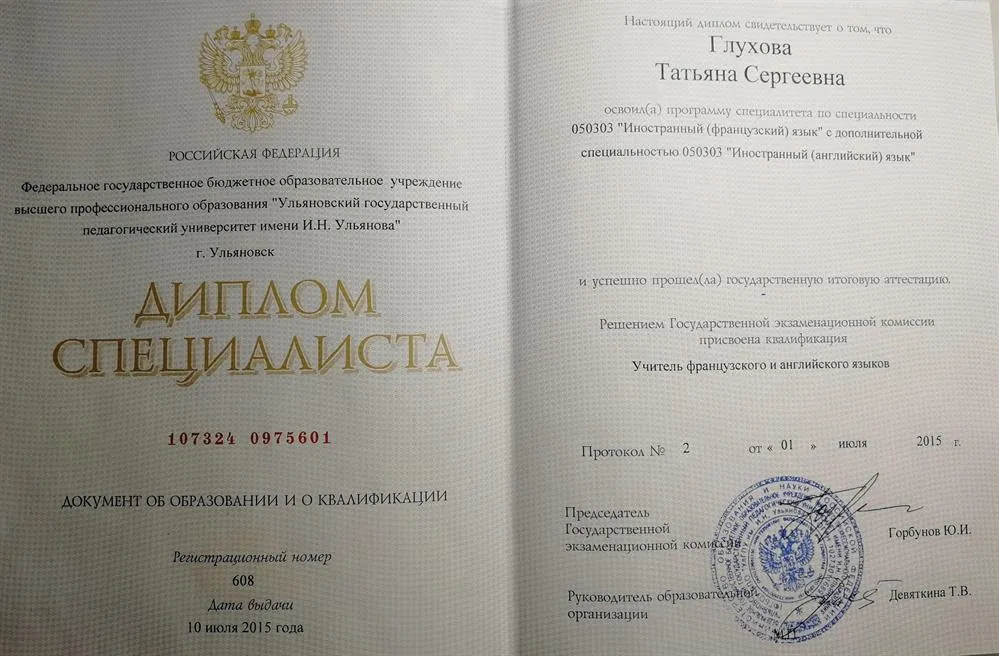 РОССИЙСКАЯ ФЕДЕРАЦИЯ
Федеральное государственное бюджетное образовательное учреждение
высшего профессионального образования "Ульяновский государственный
педагогический университет имени И.Н. Ульянова"
г. Ульяновск
ДИПЛОМ
СПЕЦИАЛИСТА
107324 0975601
ДОКУМЕНТ ОБ ОБРАЗОВАНИИ И О КВАЛИФИКАЦИИ
Регистрационный номер
608
Дата выдачи
10 июля 2015 года
Настоящий диплом свидетельствует о том, что
Глухова
Татьяна Сергеевна
освоил(а) программу специалитета по специальности
050303 "Иностранный (французский) язык" с дополнительной
специальностью 050303 "Иностранный (английский) язык"
и успешно прошел(ла) государственную итоговую аттестацию.
Решением Государственной экзаменационной комиссии
присвоена квалификация
Учитель французского и английского языков
Протокол № 2 от « 01 » июля 2015 г.
Председатель
Государственной
экзаменационной комиссии
Горбунов Ю.И.
Руководитель образовательной
организации
Девяткина Т.В.
М.П.